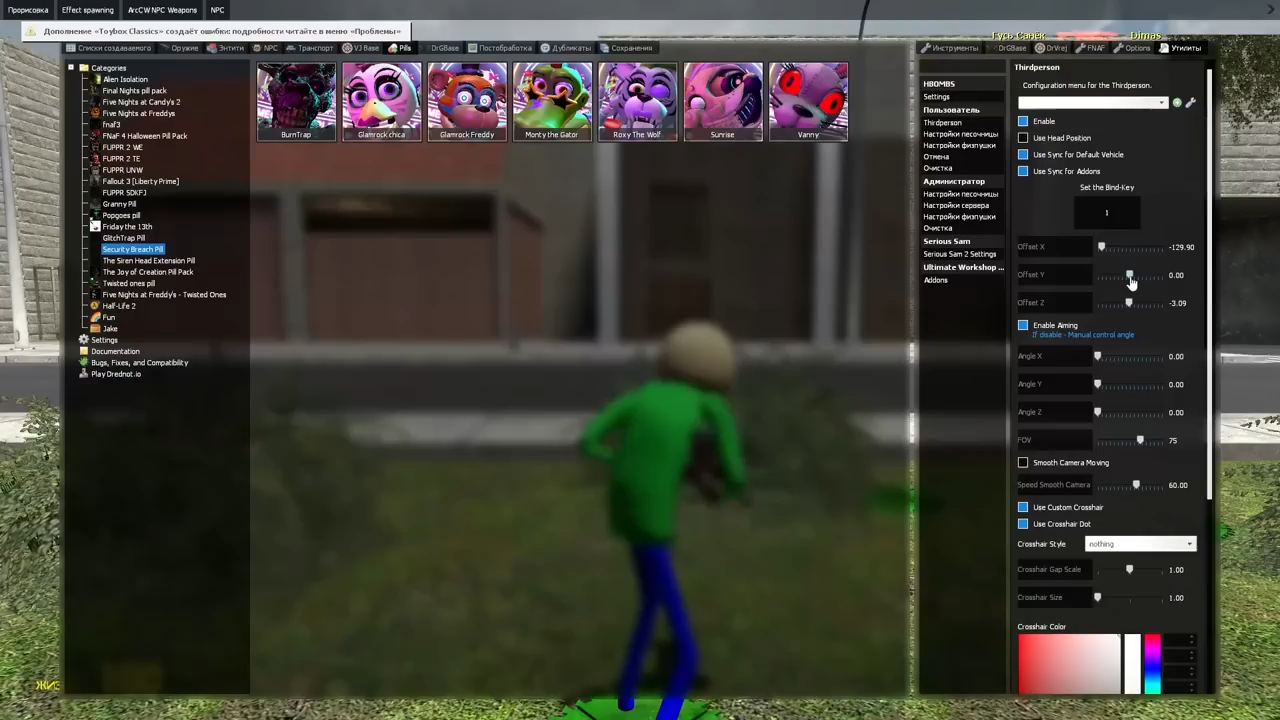 Прорисовка Effect spawning ArcCW NPC Weapons NPC
Дополнение «Toybox Classics» создаёт ошибки: подробности читайте в меню «Проблемы»
Гусь Санёк Dimas
Списки создаваемого Оружие Энтити NPC Транспорт VJ Base Pills DrGBase Постобработка Дубликаты Сохранения
Инструменты DrGBase DrVrej FNAF Options Утилиты
Categories
Alien Isolation
Final Nights pill pack
Five Nights at Candy's 2
Five Nights at Freddys
fnaf3
FNaF 4 Halloween Pill Pack
FUPPR 2 WE
FUPPR 2 TE
FUPPR UNW
Fallout 3 [Liberty Prime]
FUPPR SDKFJ
Granny Pill
Popgoes pill
Friday the 13th
GlitchTrap Pill
Security Breach Pill
The Siren Head Extension Pill
The Joy of Creation Pill Pack
Twisted ones pill
Five Nights at Freddy's - Twisted Ones
Half-Life 2
Fun
Jake
Settings
Documentation
Bugs, Fixes, and Compatibility
Play Drednot.io
BurnTrap Glamrock chica Glamrock Freddy Monty the Gator Roxy The Wolf Sunrise Vanny
HBOMBS
Settings
Пользователь
Thirdperson
Настройки песочницы
Настройки физпушки
Отмена
Очистка
Администратор
Настройки песочницы
Настройки сервера
Настройки физпушки
Очистка
Serious Sam
Serious Sam 2 Settings
Ultimate Workshop ...
Addons
Thirdperson
Configuration menu for the Thirdperson.
Enable
Use Head Position
Use Sync for Default Vehicle
Use Sync for Addons
Set the Bind-Key
1
Offset X -129.90
Offset Y 0.00
Offset Z -3.09
Enable Aiming
If disable - Manual control angle
Angle X 0.00
Angle Y 0.00
Angle Z 0.00
FOV 75
Smooth Camera Moving
Speed Smooth Camera 60.00
Use Custom Crosshair
Use Crosshair Dot
Crosshair Style nothing
Crosshair Gap Scale 1.00
Crosshair Size 1.00
Crosshair Color